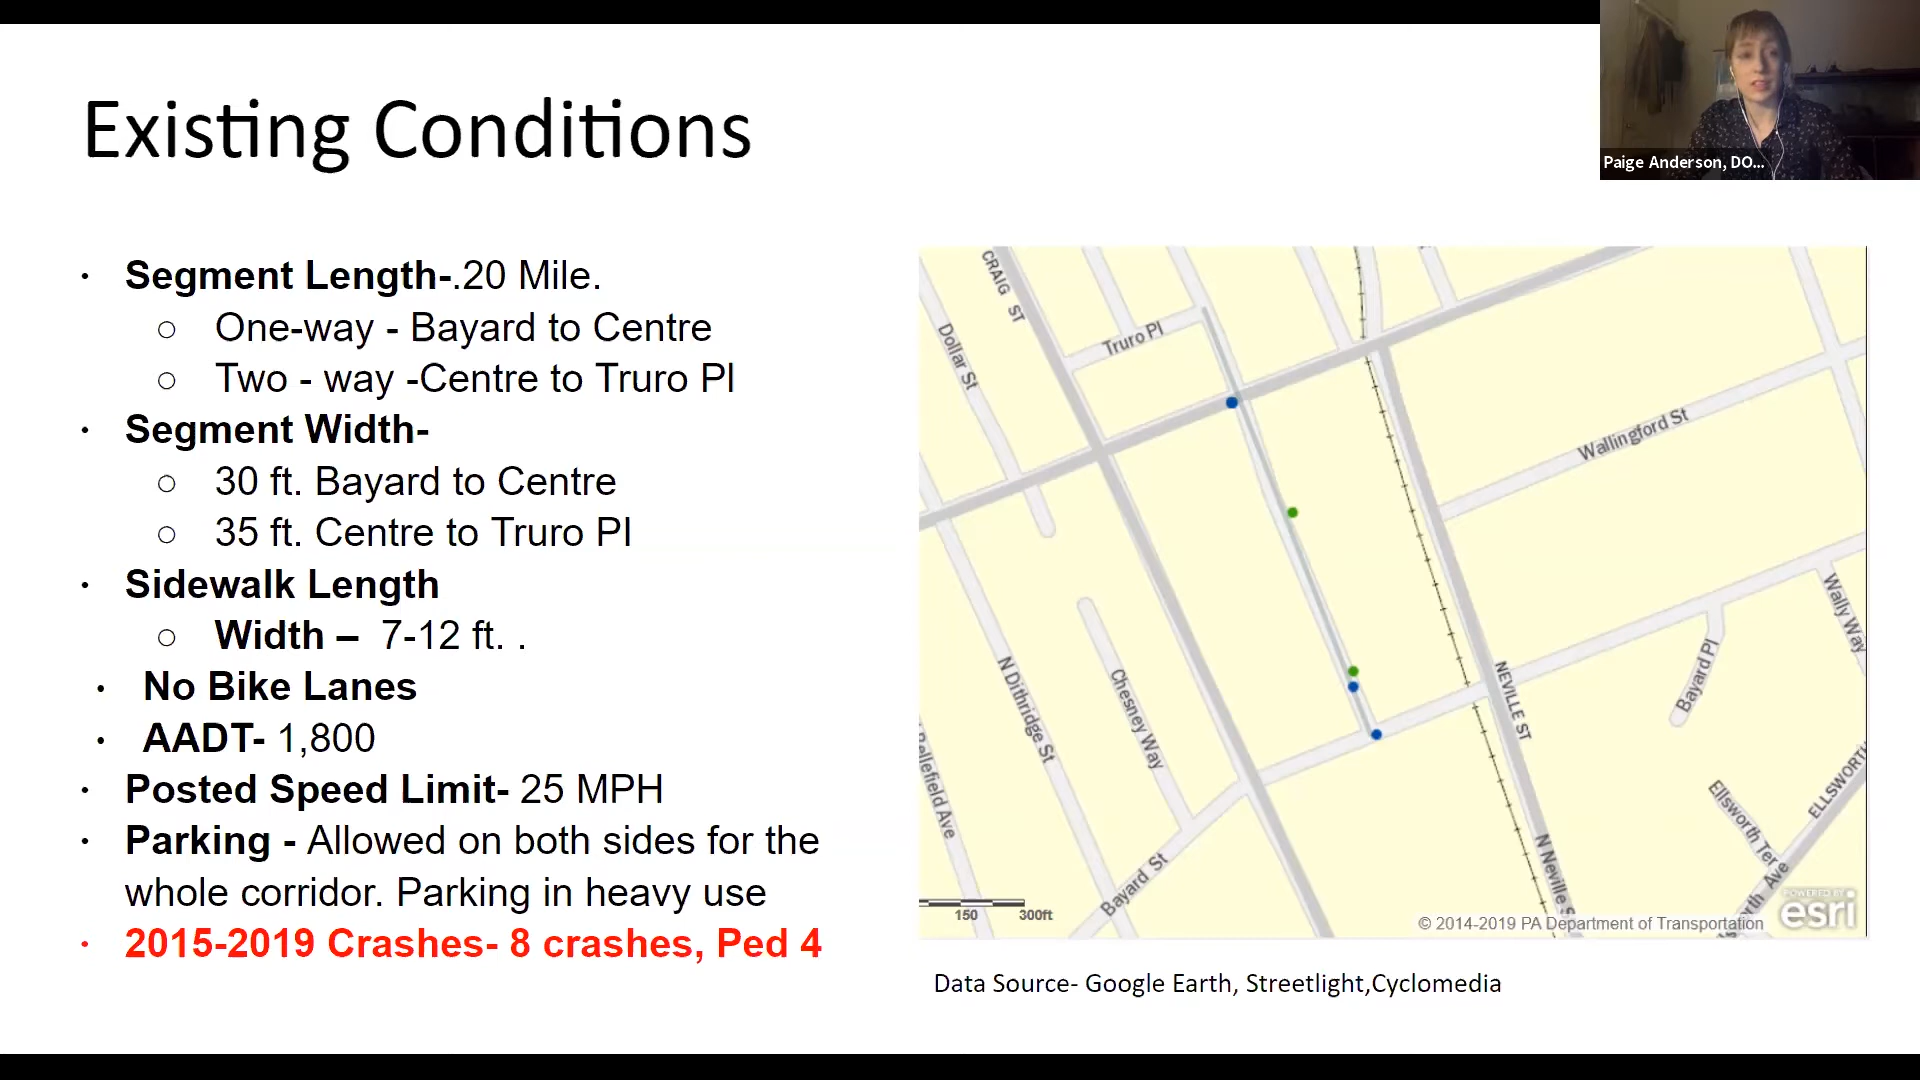 Existing Conditions
Paige Anderson, DO...
· Segment Length-.20 Mile.
○ One-way - Bayard to Centre
○ Two - way -Centre to Truro Pl
· Segment Width-
○ 30 ft. Bayard to Centre
○ 35 ft. Centre to Truro Pl
· Sidewalk Length
○ Width – 7-12 ft. .
· No Bike Lanes
· AADT- 1,800
· Posted Speed Limit- 25 MPH
· Parking - Allowed on both sides for the
whole corridor. Parking in heavy use
· 2015-2019 Crashes- 8 crashes, Ped 4
CRAIG ST
Dollar St
Truro Pl
Wallingford St
Wally Way
Bayard Pl
NEVILLE ST
N Dithridge St
Chesney Way
Bellefield Ave
Bayard St
N Neville S
Ellsworth Ter
ELLSWORTH
orth Ave
150 300ft
© 2014-2019 PA Department of Transportation
POWERED BY
esri
Data Source- Google Earth, Streetlight,Cyclomedia